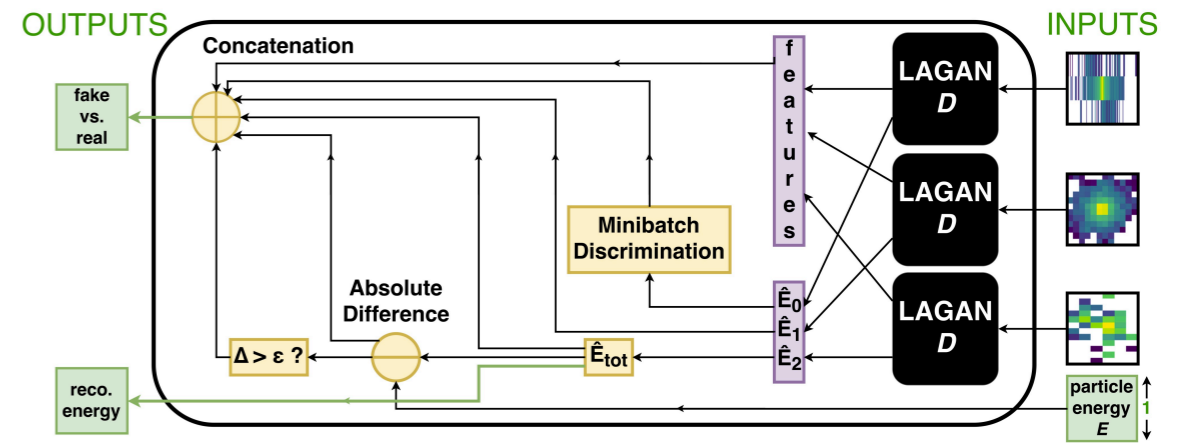 OUTPUTS
INPUTS
Concatenation
fake
vs.
real
f
e
a
t
u
r
e
s
LAGAN
D
LAGAN
D
LAGAN
D
Minibatch
Discrimination
Absolute
Difference
Ê₀
Ê₁
Ê₂
Δ > ε ?
Êtot
reco.
energy
particle
energy
E
1